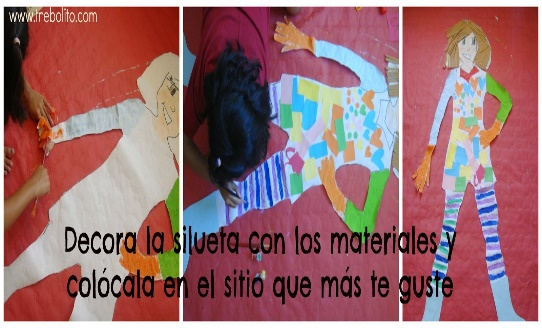 www.trebolito.com
Decora la silueta con los materiales y
colócala en el sitio que más te guste